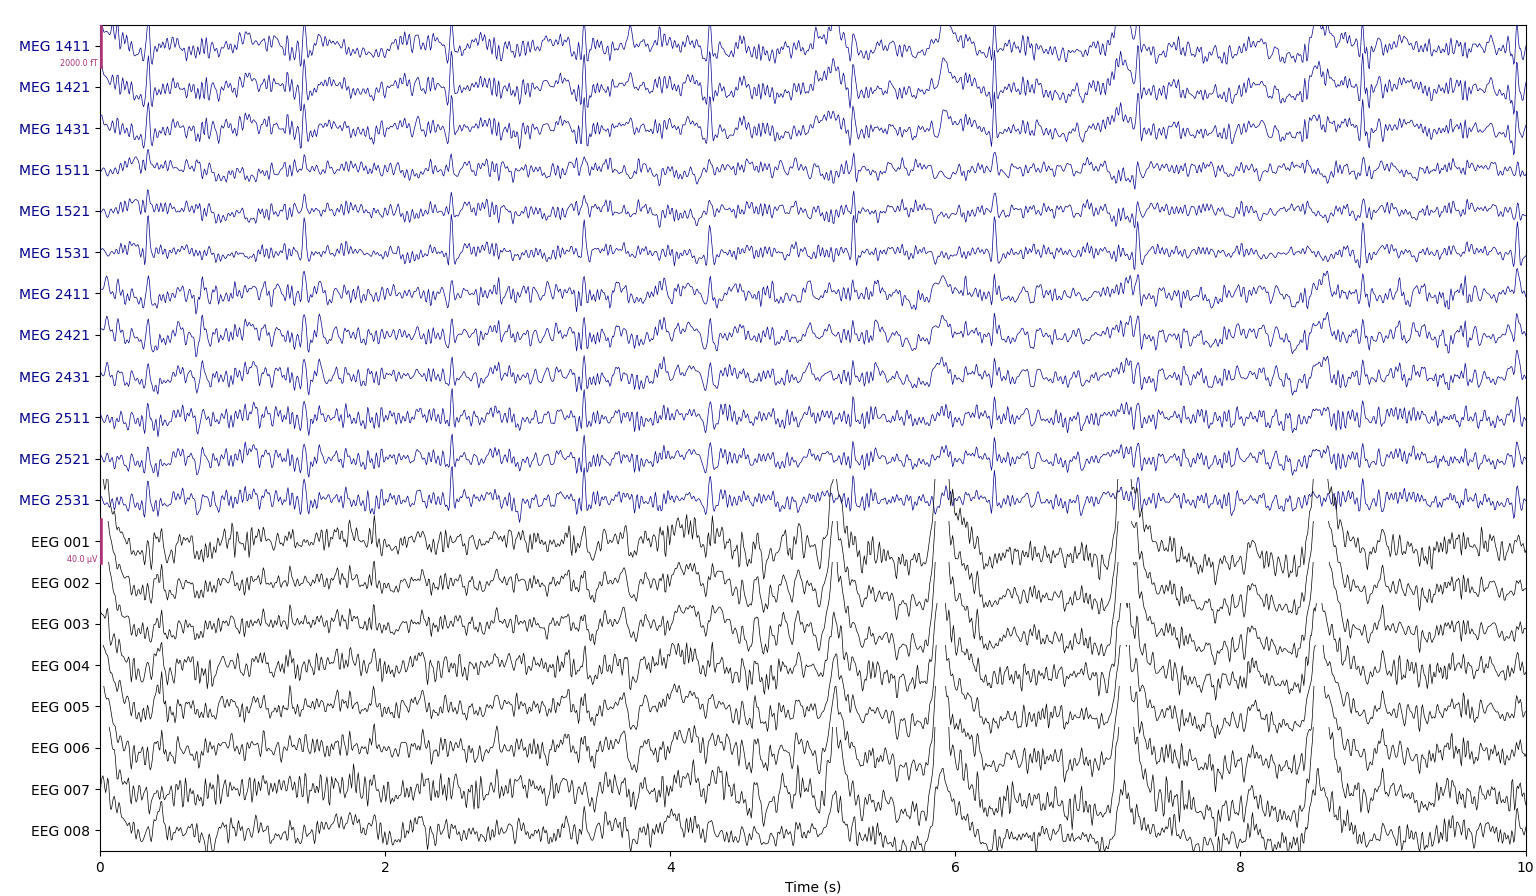 MEG 1411
2000.0 fT
MEG 1421
MEG 1431
MEG 1511
MEG 1521
MEG 1531
MEG 2411
MEG 2421
MEG 2431
MEG 2511
MEG 2521
MEG 2531
EEG 001
40.0 µV
EEG 002
EEG 003
EEG 004
EEG 005
EEG 006
EEG 007
EEG 008
0 2 4 6 8 10
Time (s)